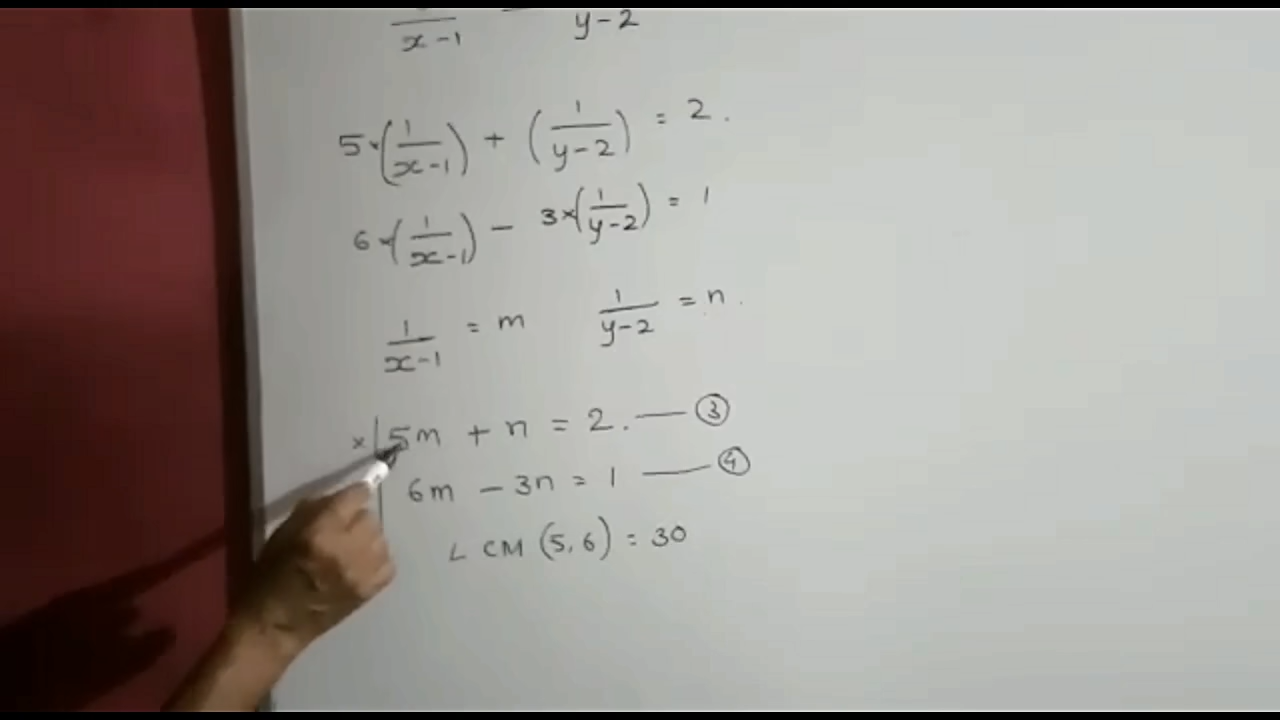 x-1 y-2
5×(1/(x-1)) + (1/(y-2)) = 2.
6×(1/(x-1)) - 3×(1/(y-2)) = 1
1/(x-1) = m 1/(y-2) = n.
×| 5m + n = 2. — ③
6m - 3n = 1 — ④
LCM (5,6) = 30